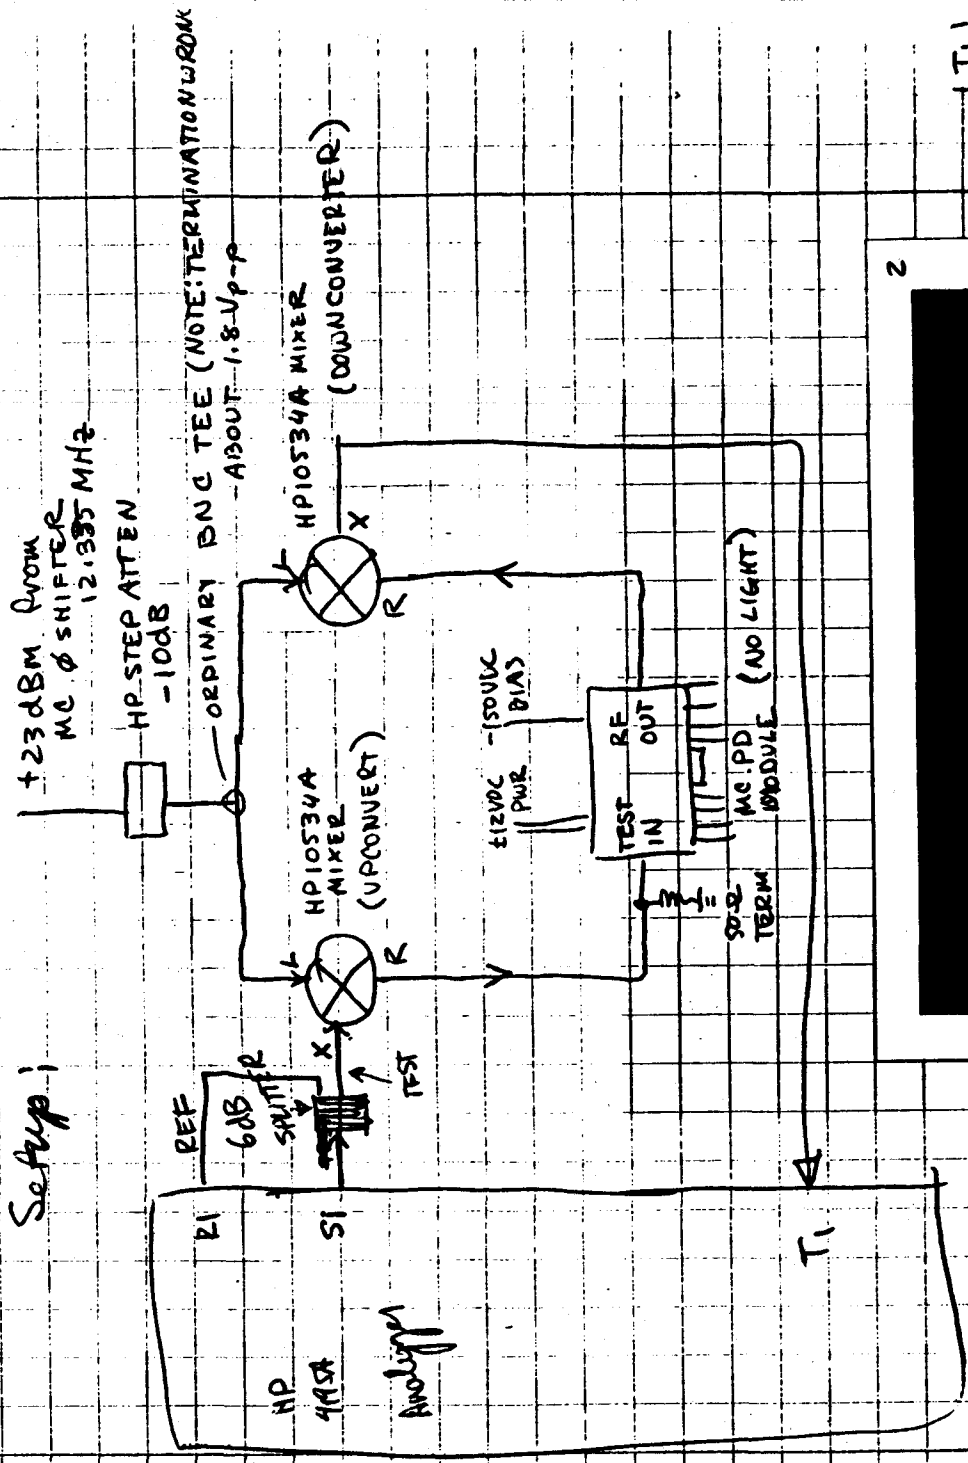 Setup:
+23dBM from
MC Ø SHIFTER
12.335 MHz
HP STEP ATTEN
-10dB
ORDINARY BNC TEE (NOTE: TERMINATION WRONG
ABOUT 1.8 Vp-p
HP10534A MIXER
(DOWNCONVERTER)
L
X
R
HP10534A
MIXER
(UPCONVERT)
L
X
R
REF
6dB
SPLITTER
TEST
R1
S1
HP
4195A
Analyzer
T1
±12VDC
PWR
-150VDC
BIAS
TEST
IN
RF
OUT
50Ω
TERM
MC PD
MODULE
(NO LIGHT)
2
T1